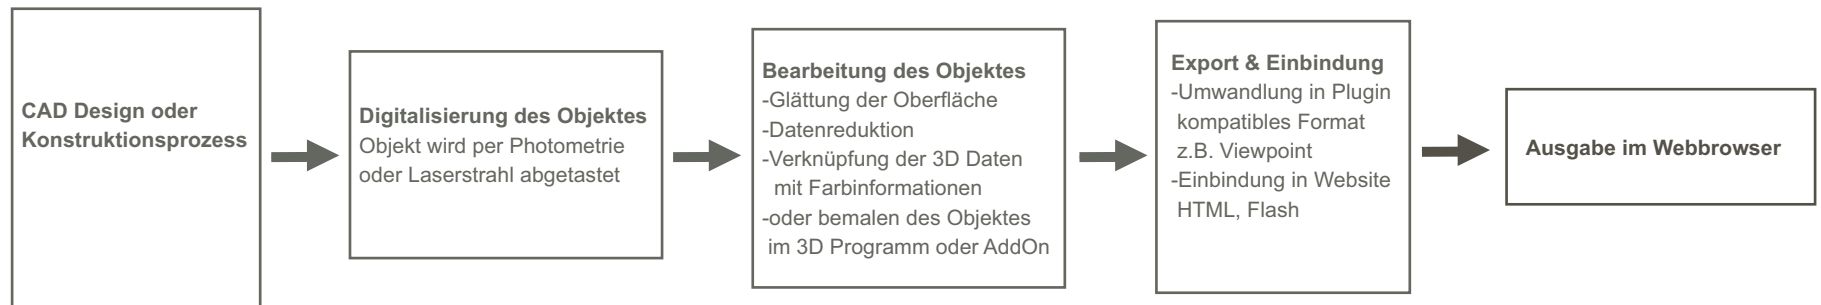 CAD Design oder
Konstruktionsprozess
Digitalisierung des Objektes
Objekt wird per Photometrie
oder Laserstrahl abgetastet
Bearbeitung des Objektes
-Glättung der Oberfläche
-Datenreduktion
-Verknüpfung der 3D Daten
mit Farbinformationen
-oder bemalen des Objektes
im 3D Programm oder AddOn
Export & Einbindung
-Umwandlung in Plugin
kompatibles Format
z.B. Viewpoint
-Einbindung in Website
HTML, Flash
Ausgabe im Webbrowser